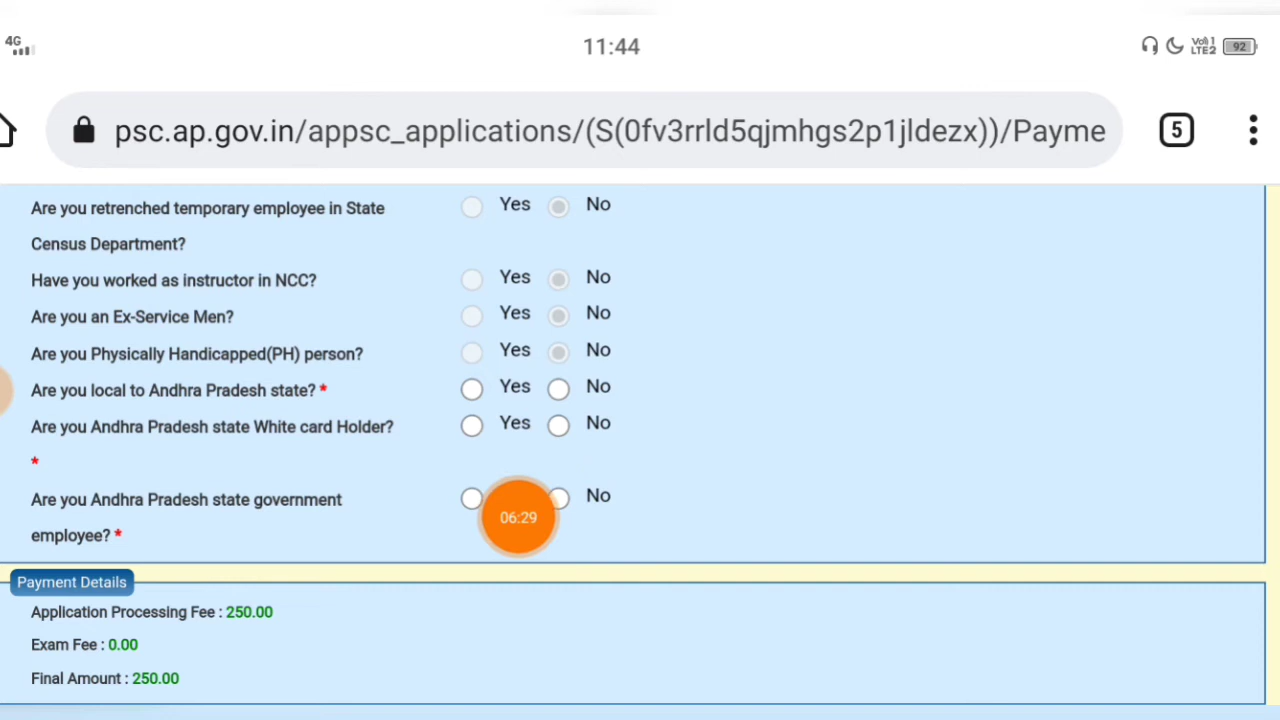 4G
11:44
Vo)) 1
LTE2
92
psc.ap.gov.in/appsc_applications/(S(0fv3rrld5qjmhgs2p1jldezx))/Payme
5
Are you retrenched temporary employee in State Yes No
Census Department?
Have you worked as instructor in NCC? Yes No
Are you an Ex-Service Men? Yes No
Are you Physically Handicapped(PH) person? Yes No
Are you local to Andhra Pradesh state? * Yes No
Are you Andhra Pradesh state White card Holder? Yes No
*
Are you Andhra Pradesh state government No
employee? *
06:29
Payment Details
Application Processing Fee : 250.00
Exam Fee : 0.00
Final Amount : 250.00